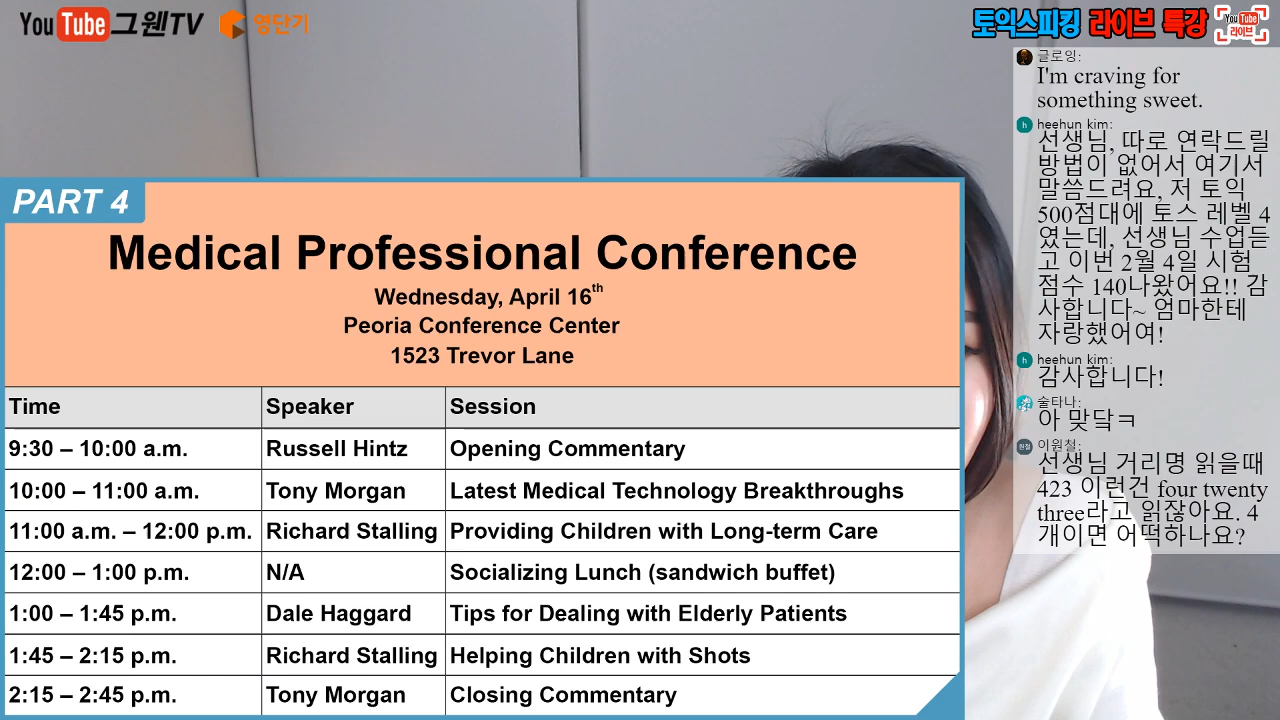 YouTube 그웬TV 영단기
토익스피킹 라이브 특강 YouTube 라이브
PART 4
Medical Professional Conference
Wednesday, April 16th
Peoria Conference Center
1523 Trevor Lane
Time Speaker Session
9:30 – 10:00 a.m. Russell Hintz Opening Commentary
10:00 – 11:00 a.m. Tony Morgan Latest Medical Technology Breakthroughs
11:00 a.m. – 12:00 p.m. Richard Stalling Providing Children with Long-term Care
12:00 – 1:00 p.m. N/A Socializing Lunch (sandwich buffet)
1:00 – 1:45 p.m. Dale Haggard Tips for Dealing with Elderly Patients
1:45 – 2:15 p.m. Richard Stalling Helping Children with Shots
2:15 – 2:45 p.m. Tony Morgan Closing Commentary
글로잉:
I'm craving for
something sweet.
h heehun kim:
선생님, 따로 연락드릴
방법이 없어서 여기서
말씀드려요, 저 토익
500점대에 토스 레벨 4
였는데, 선생님 수업듣
고 이번 2월 4일 시험
점수 140나왔어요!! 감
사합니다~ 엄마한테
자랑했어여!
h heehun kim:
감사합니다!
술타나:
아 맞닼ㅋ
이원철:
선생님 거리명 읽을때
423 이런건 four twenty
three라고 읽잖아요. 4
개이면 어떡하나요?